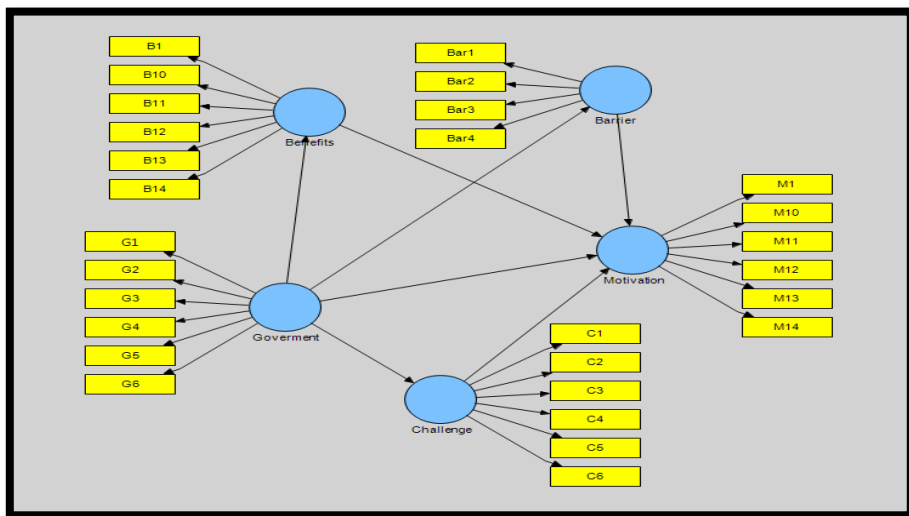 B1
B10
B11
B12
B13
B14
Benefits
Bar1
Bar2
Bar3
Bar4
Barrier
G1
G2
G3
G4
G5
G6
Goverment
M1
M10
M11
M12
M13
M14
Motivation
C1
C2
C3
C4
C5
C6
Challenge